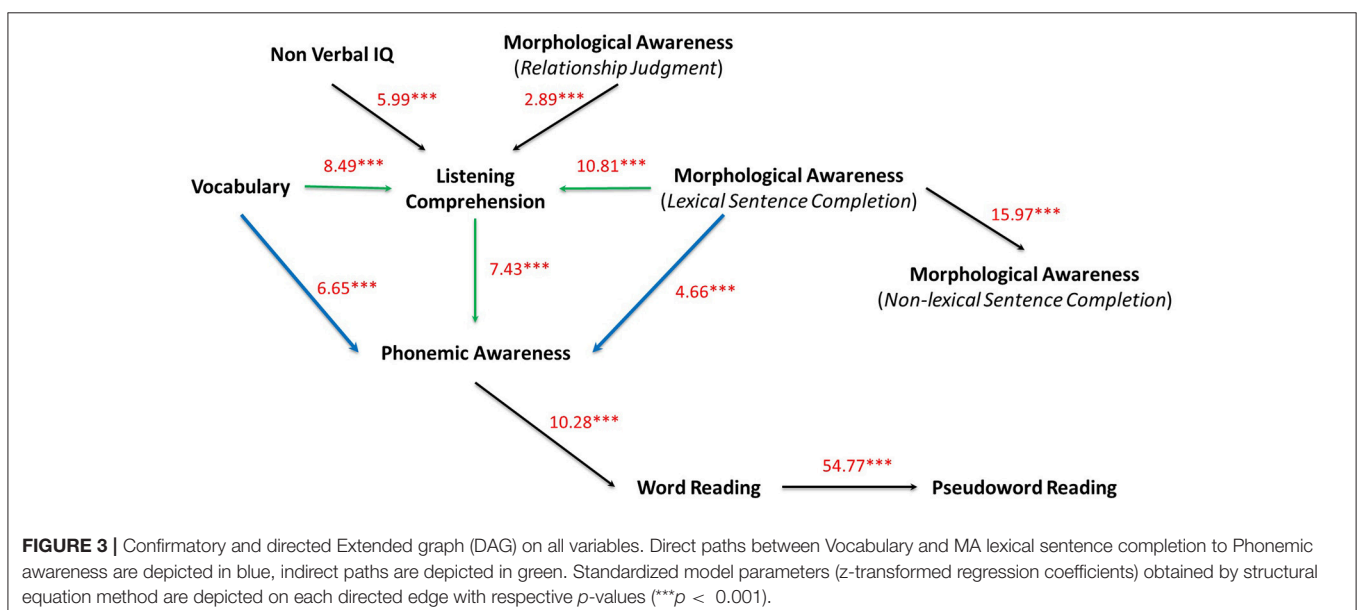 Non Verbal IQ
Morphological Awareness
(Relationship Judgment)
5.99***
2.89***
8.49***
10.81***
Vocabulary
Listening
Comprehension
Morphological Awareness
(Lexical Sentence Completion)
15.97***
7.43***
6.65***
4.66***
Morphological Awareness
(Non-lexical Sentence Completion)
Phonemic Awareness
10.28***
54.77***
Word Reading
Pseudoword Reading
FIGURE 3 | Confirmatory and directed Extended graph (DAG) on all variables. Direct paths between Vocabulary and MA lexical sentence completion to Phonemic
awareness are depicted in blue, indirect paths are depicted in green. Standardized model parameters (z-transformed regression coefficients) obtained by structural
equation method are depicted on each directed edge with respective p-values (***p < 0.001).